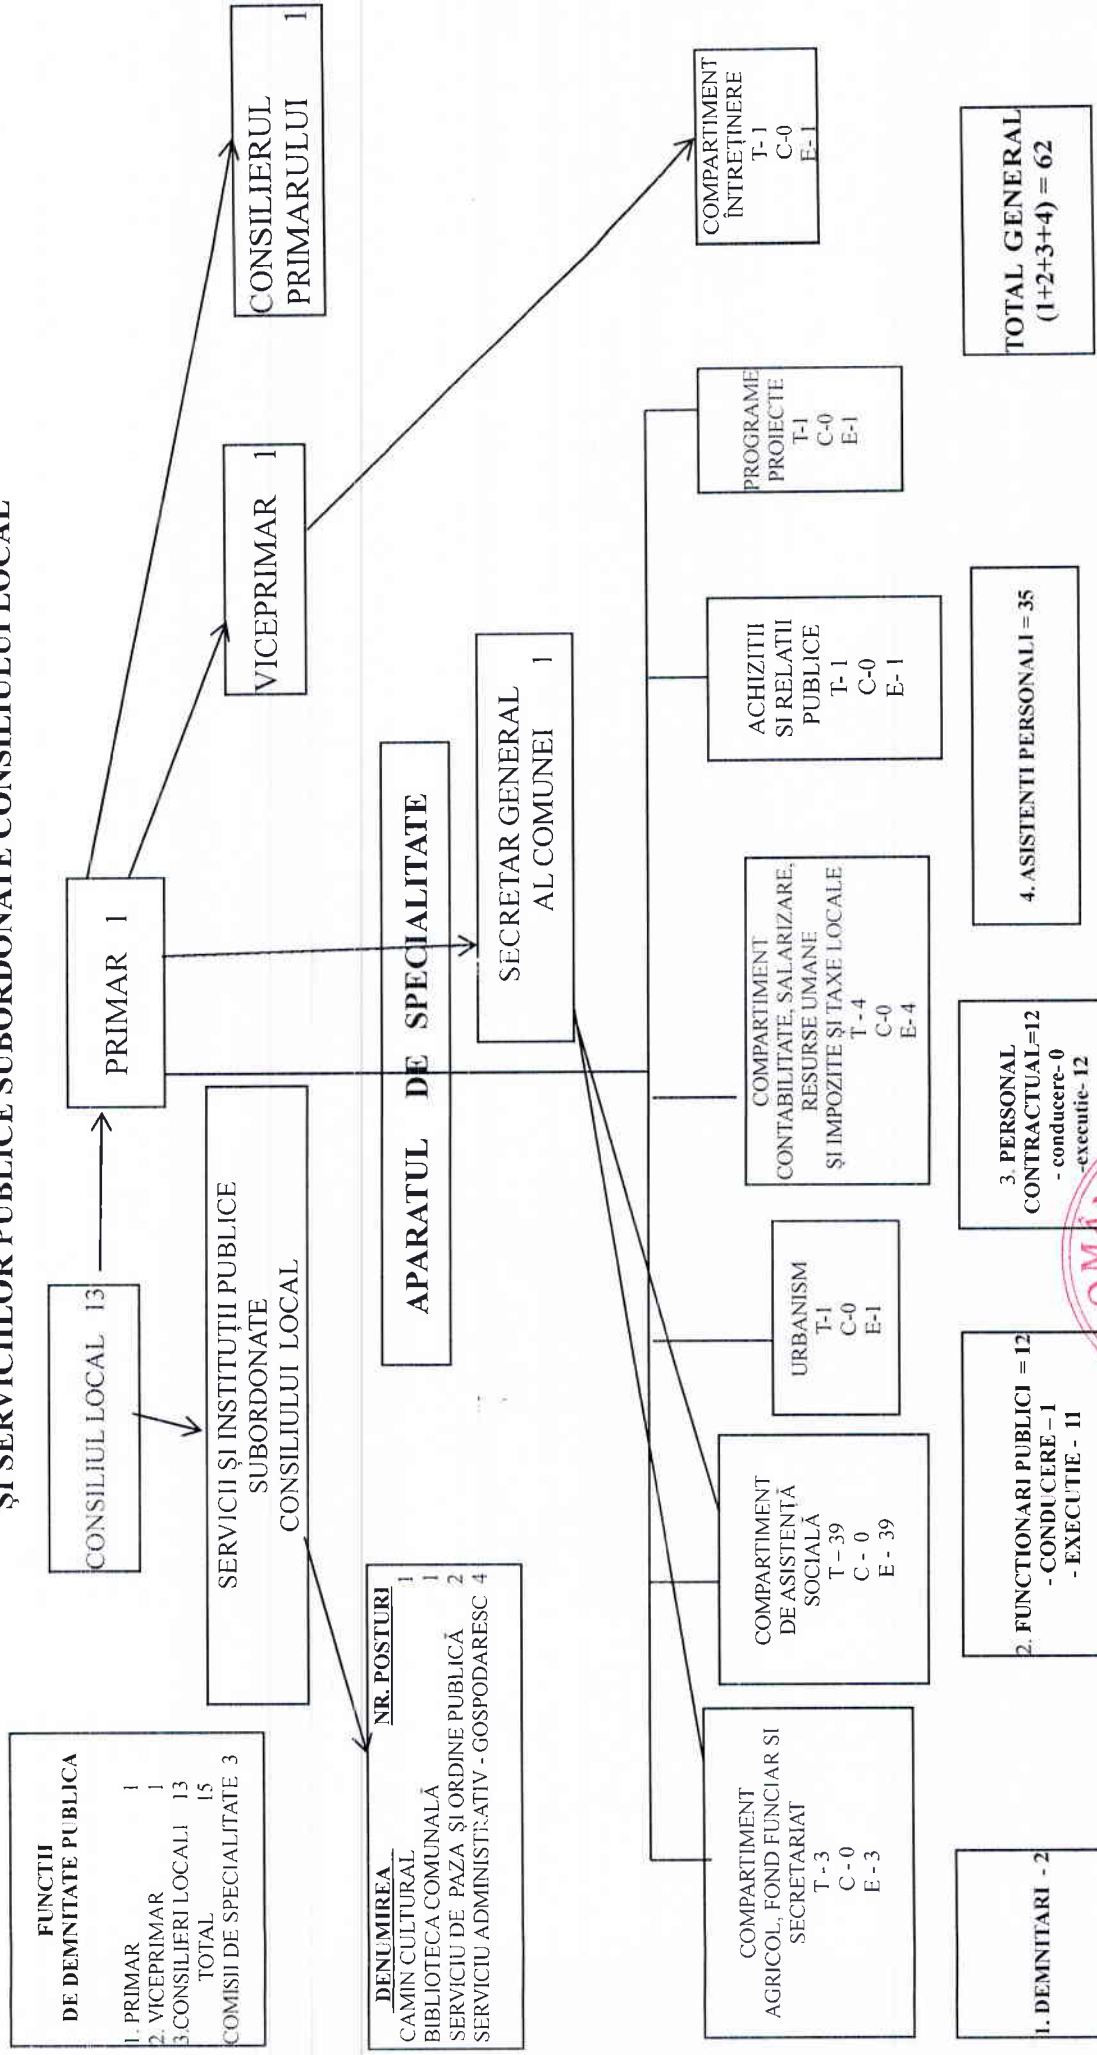 ȘI SERVICIILOR PUBLICE SUBORDONATE CONSILIULUI LOCAL
FUNCTII
DE DEMNITATE PUBLICA
1. PRIMAR 1
2. VICEPRIMAR 1
3.CONSILIERI LOCALI 13
TOTAL 15
COMISII DE SPECIALITATE 3
CONSILIUL LOCAL 13
PRIMAR 1
VICEPRIMAR 1
CONSILIERUL
PRIMARULUI 1
SERVICII ȘI INSTITUȚII PUBLICE
SUBORDONATE
CONSILIULUI LOCAL
APARATUL DE SPECIALITATE
DENUMIREA NR. POSTURI
CAMIN CULTURAL 1
BIBLIOTECA COMUNALĂ 1
SERVICIU DE PAZA ȘI ORDINE PUBLICĂ 2
SERVICIU ADMINISTRATIV - GOSPODARESC 4
SECRETAR GENERAL
AL COMUNEI 1
COMPARTIMENT
AGRICOL, FOND FUNCIAR SI
SECRETARIAT
T - 3
C - 0
E - 3
COMPARTIMENT
DE ASISTENȚĂ
SOCIALĂ
T – 39
C - 0
E - 39
URBANISM
T-1
C-0
E-1
COMPARTIMENT
CONTABILITATE, SALARIZARE,
RESURSE UMANE
ȘI IMPOZITE ȘI TAXE LOCALE
T - 4
C-0
E- 4
ACHIZITII
SI RELATII
PUBLICE
T- 1
C-0
E- 1
PROGRAME
PROIECTE
T-1
C-0
E-1
COMPARTIMENT
ÎNTREȚINERE
T- 1
C-0
E- 1
1. DEMNITARI - 2
2. FUNCTIONARI PUBLICI = 12
- CONDUCERE – 1
- EXECUTIE - 11
3. PERSONAL
CONTRACTUAL=12
- conducere- 0
-executie- 12
4. ASISTENTI PERSONALI = 35
TOTAL GENERAL
(1+2+3+4) = 62